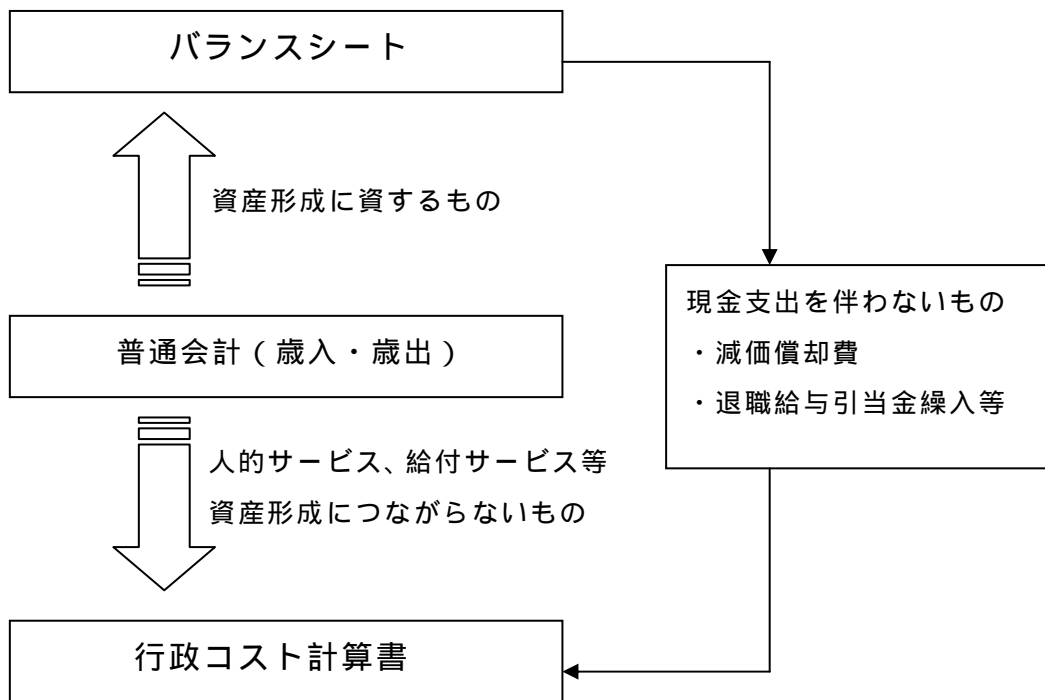 バランスシート
資産形成に資するもの
普通会計（歳入・歳出）
人的サービス、給付サービス等
資産形成につながらないもの
行政コスト計算書
現金支出を伴わないもの
・減価償却費
・退職給与引当金繰入等